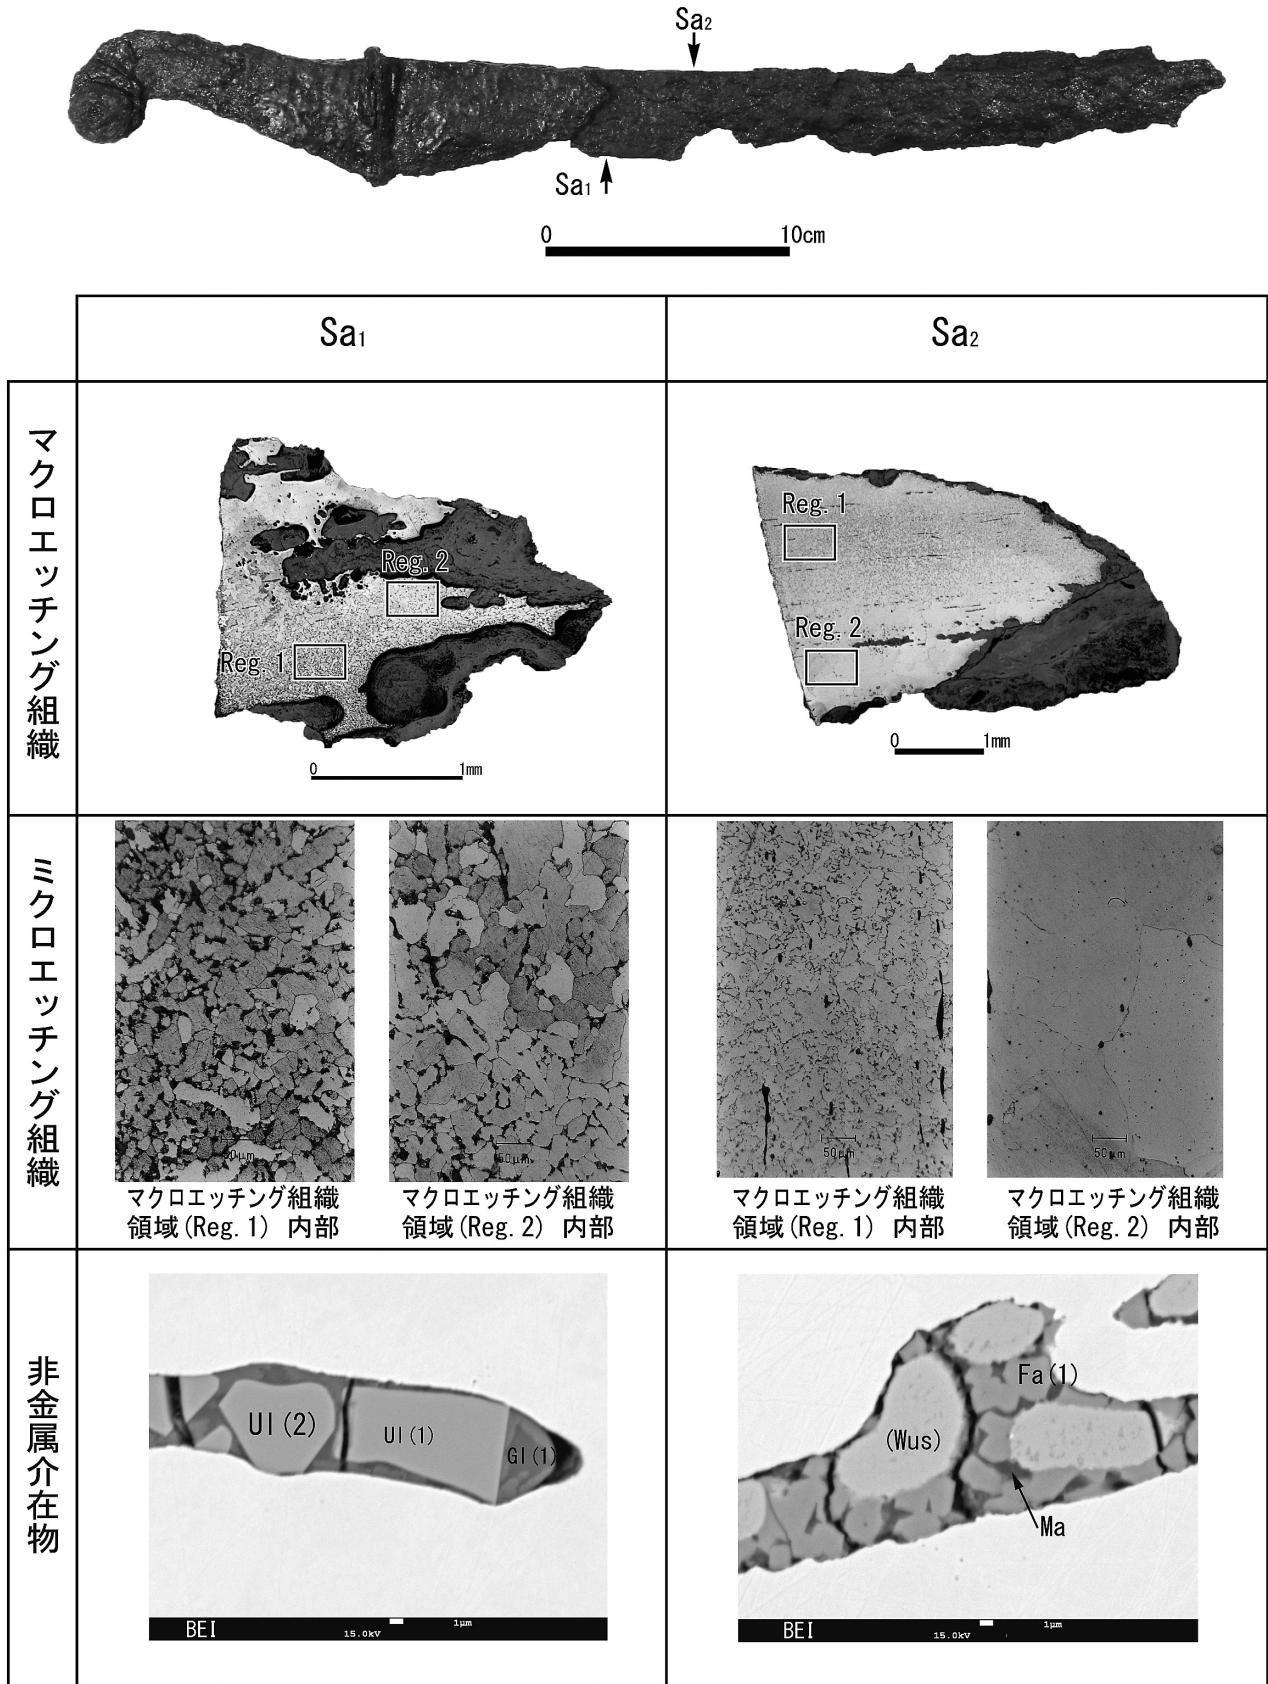 Sa₂
Sa₁
0 10cm
Sa₁ Sa₂
マクロエッチング組織
Reg. 2
Reg. 1
0 1mm
Reg. 1
Reg. 2
0 1mm
ミクロエッチング組織
50μm
50μm
50μm
50μm
マクロエッチング組織
領域(Reg. 1) 内部
マクロエッチング組織
領域(Reg. 2) 内部
マクロエッチング組織
領域(Reg. 1) 内部
マクロエッチング組織
領域(Reg. 2) 内部
非金属介在物
Ul(2)
Ul(1)
Gl(1)
BEI 15.0kV 1μm
Fa(1)
(Wus)
Ma
BEI 15.0kV 1μm